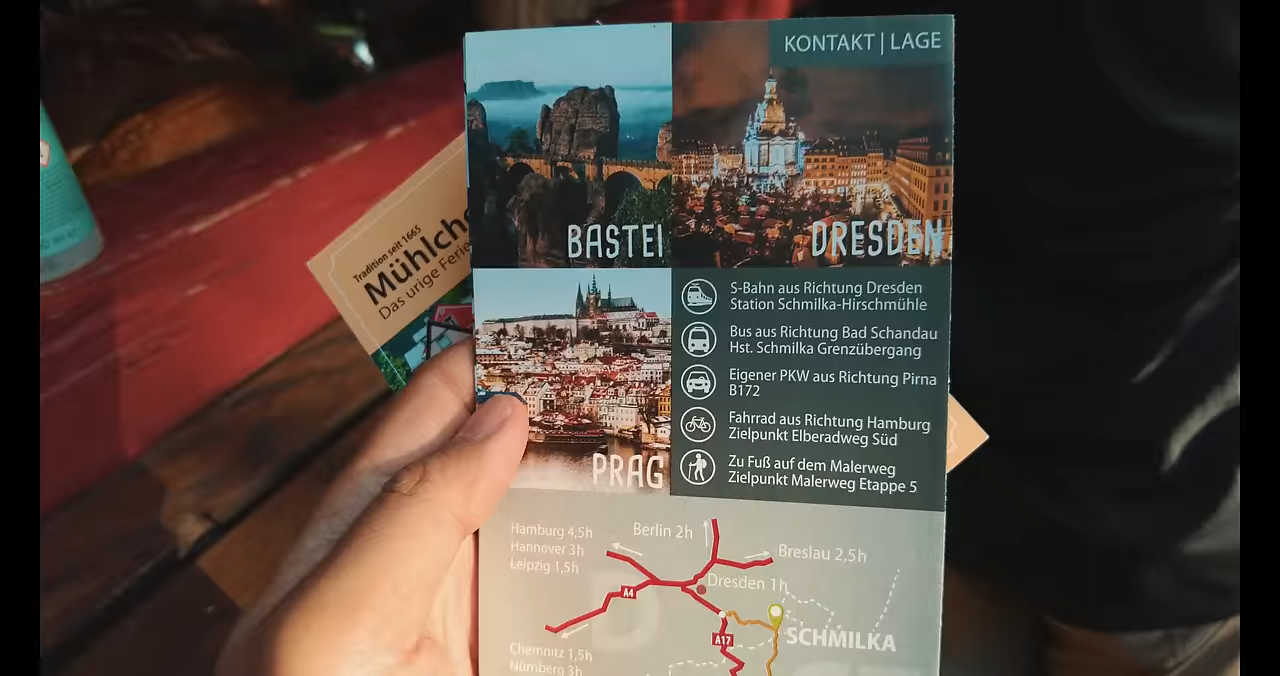 KONTAKT | LAGE
BASTEI
DRESDEN
PRAG
S-Bahn aus Richtung Dresden
Station Schmilka-Hirschmühle
Bus aus Richtung Bad Schandau
Hst. Schmilka Grenzübergang
Eigener PKW aus Richtung Pirna
B172
Fahrrad aus Richtung Hamburg
Zielpunkt Elberadweg Süd
Zu Fuß auf dem Malerweg
Zielpunkt Malerweg Etappe 5
Hamburg 4,5h
Hannover 3h
Leipzig 1,5h
Berlin 2h
Breslau 2,5h
Dresden 1h
A4
D
A17
SCHMILKA
Chemnitz 1,5h
Nürnberg 3h
Tradition seit 1665
Mühlche
Das urige Ferie